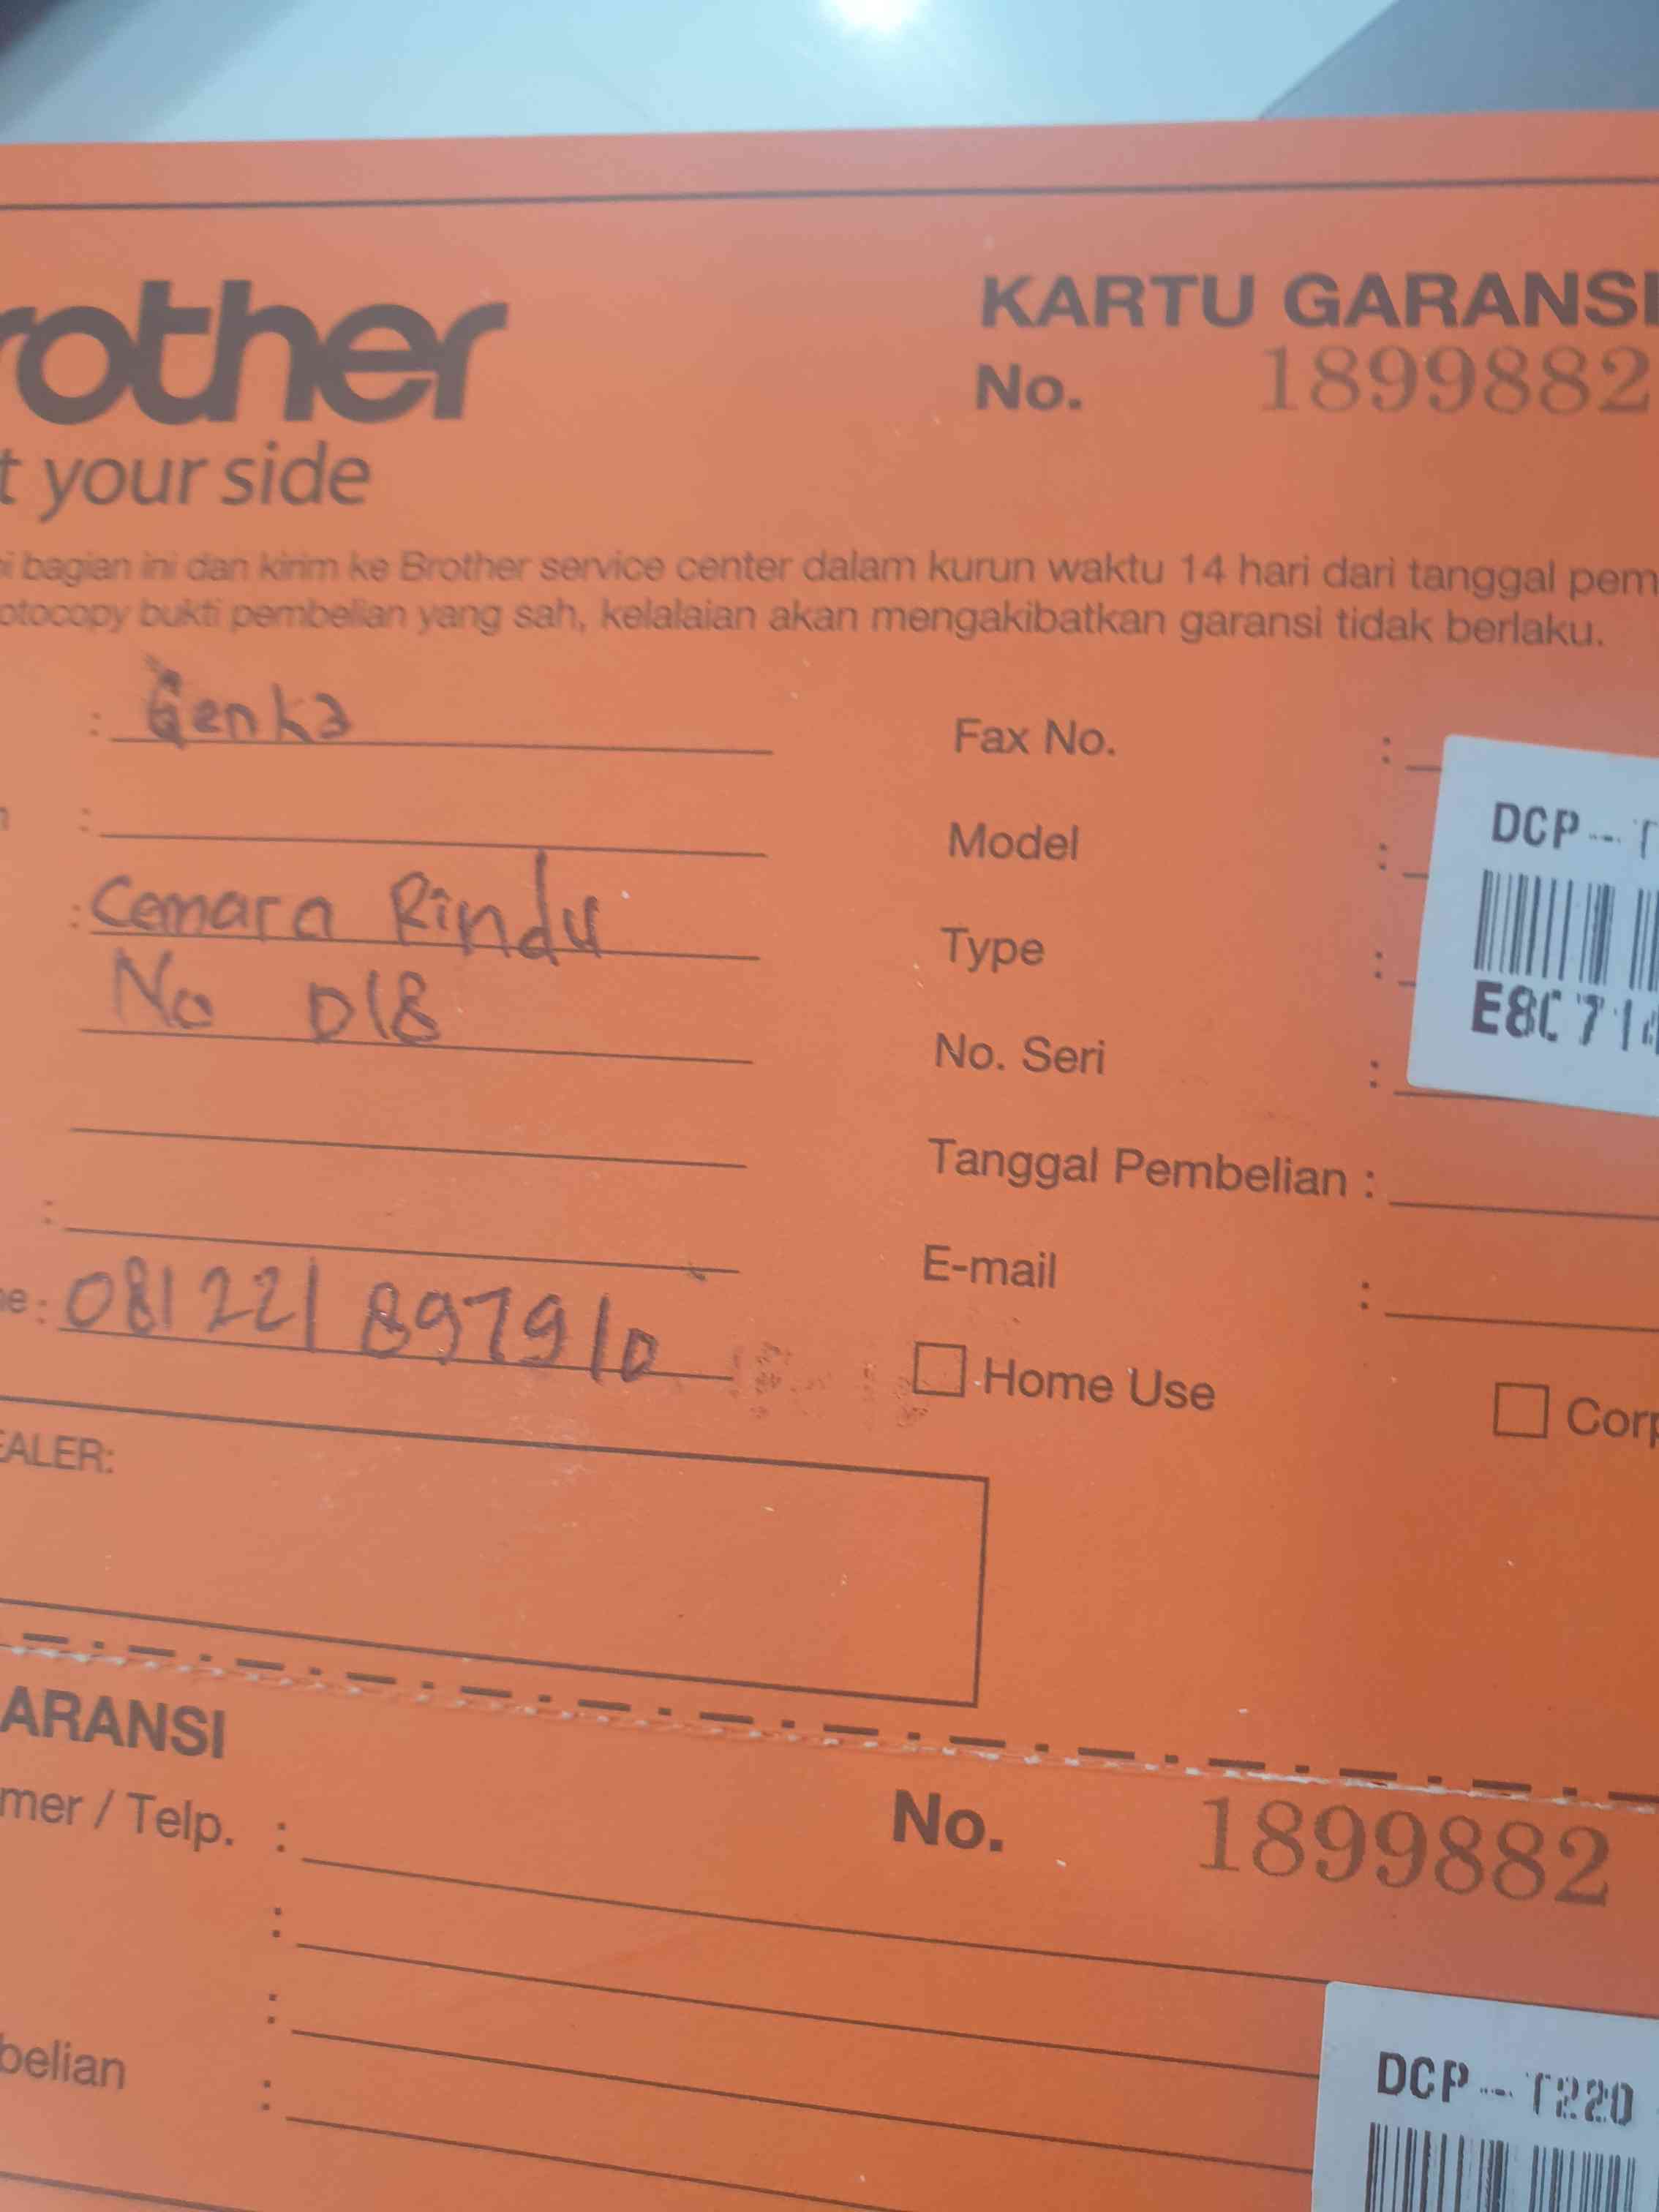 rother
t your side
KARTU GARANSI
No. 1899882
i bagian ini dan kirim ke Brother service center dalam kurun waktu 14 hari dari tanggal pem
otocopy bukti pembelian yang sah, kelalaian akan mengakibatkan garansi tidak berlaku.
: Genka
Fax No. :
:
Model :
DCP-T
: Cemara Rindu
Type :
No D18
No. Seri :
E8C714
Tanggal Pembelian :
:
E-mail :
e : 081221897910
Home Use
Corp
EALER:
ARANSI
mer / Telp. :
No. 1899882
:
:
belian :
DCP-T220